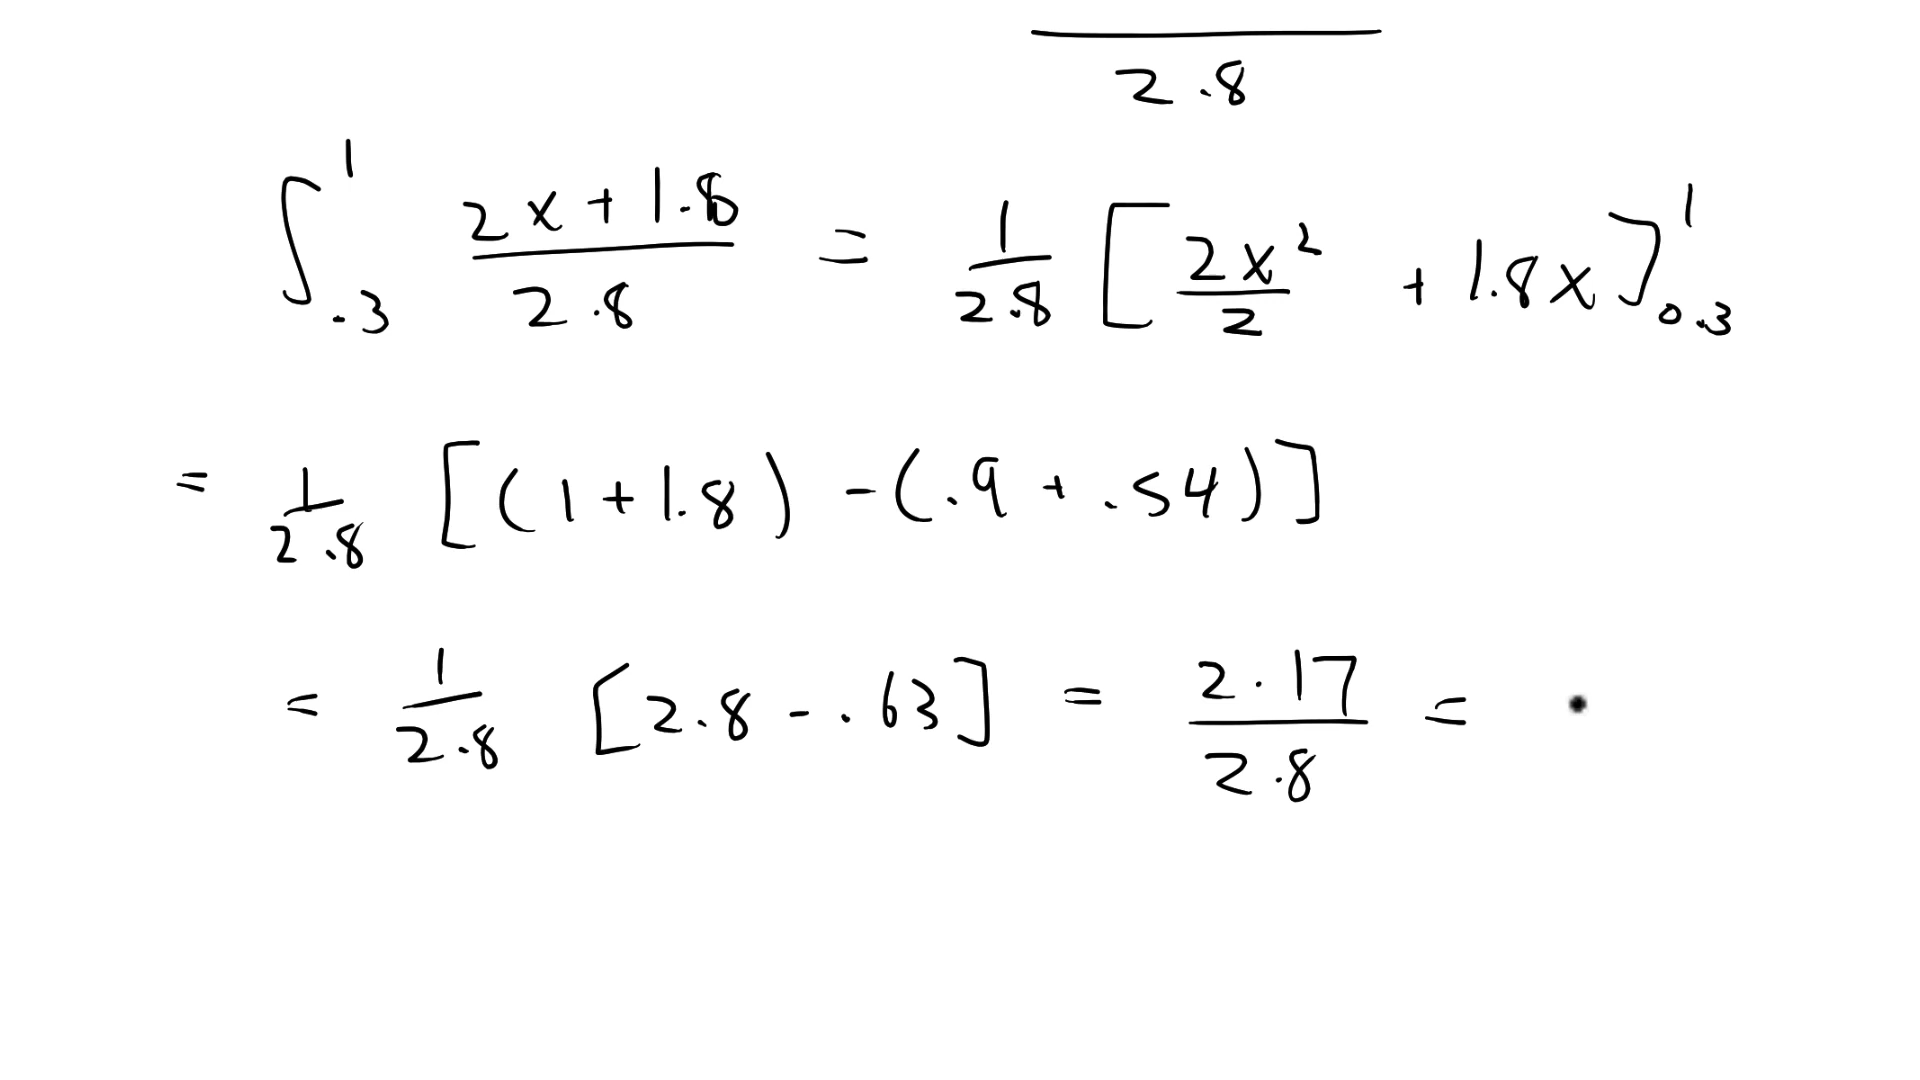 2.8
∫_{.3}^{1} (2x+1.8)/2.8 = 1/2.8 [2x²/2 + 1.8x]_{0.3}^{1}
= 1/2.8 [(1+1.8) - (.9 + .54)]
= 1/2.8 [2.8 - .63] = 2.17/2.8 =